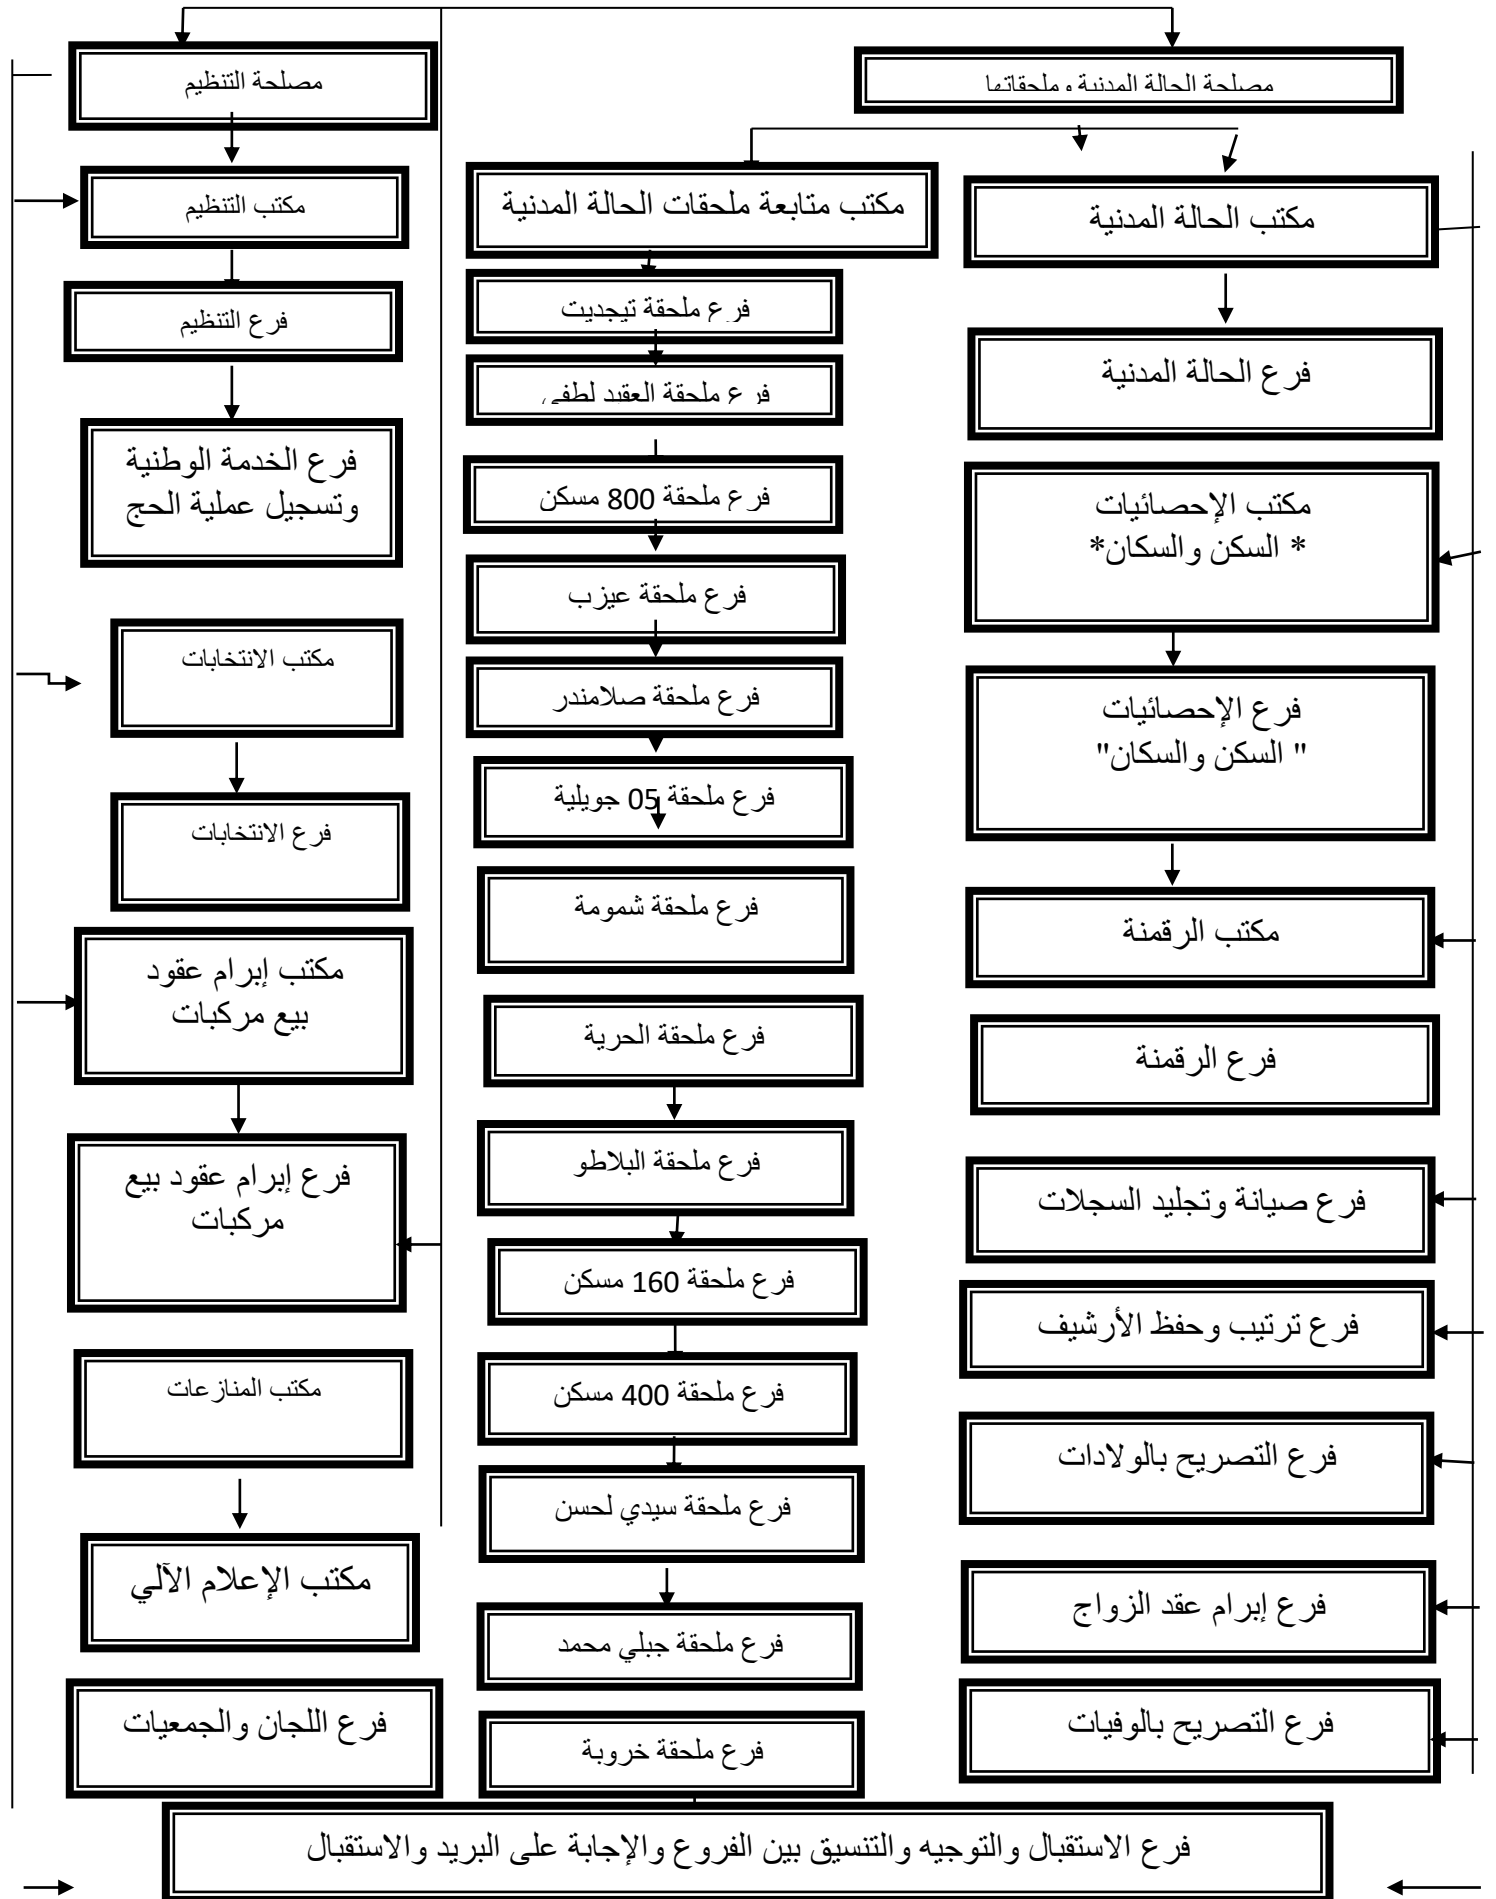 مصلحة الحالة المدنية وملحقاتها
مصلحة التنظيم
مكتب الحالة المدنية
فرع الحالة المدنية
مكتب الإحصائيات
* السكن والسكان*
فرع الإحصائيات
" السكن والسكان"
مكتب الرقمنة
فرع الرقمنة
فرع صيانة وتجليد السجلات
فرع ترتيب وحفظ الأرشيف
فرع التصريح بالولادات
فرع إبرام عقد الزواج
فرع التصريح بالوفيات
مكتب متابعة ملحقات الحالة المدنية
فرع ملحقة تيجديت
فرع ملحقة العقيد لطفي
فرع ملحقة 800 مسكن
فرع ملحقة عيزب
فرع ملحقة صلامندر
فرع ملحقة 05 جويلية
فرع ملحقة شمومة
فرع ملحقة الحرية
فرع ملحقة البلاطو
فرع ملحقة 160 مسكن
فرع ملحقة 400 مسكن
فرع ملحقة سيدي لحسن
فرع ملحقة جبلي محمد
فرع ملحقة خروبة
مكتب التنظيم
فرع التنظيم
فرع الخدمة الوطنية
وتسجيل عملية الحج
مكتب الانتخابات
فرع الانتخابات
مكتب إبرام عقود
بيع مركبات
فرع إبرام عقود بيع
مركبات
مكتب المنازعات
مكتب الإعلام الآلي
فرع اللجان والجمعيات
فرع الاستقبال والتوجيه والتنسيق بين الفروع والإجابة على البريد والاستقبال